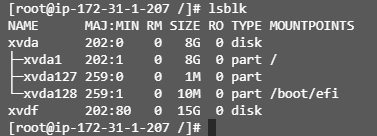 [root@ip-172-31-1-207 /]# lsblk
NAME     MAJ:MIN RM SIZE RO TYPE MOUNTPOINTS
xvda     202:0    0   8G  0 disk
├─xvda1  202:1    0   8G  0 part /
├─xvda127 259:0   0   1M  0 part
└─xvda128 259:1   0  10M  0 part /boot/efi
xvdf     202:80   0  15G  0 disk
[root@ip-172-31-1-207 /]#